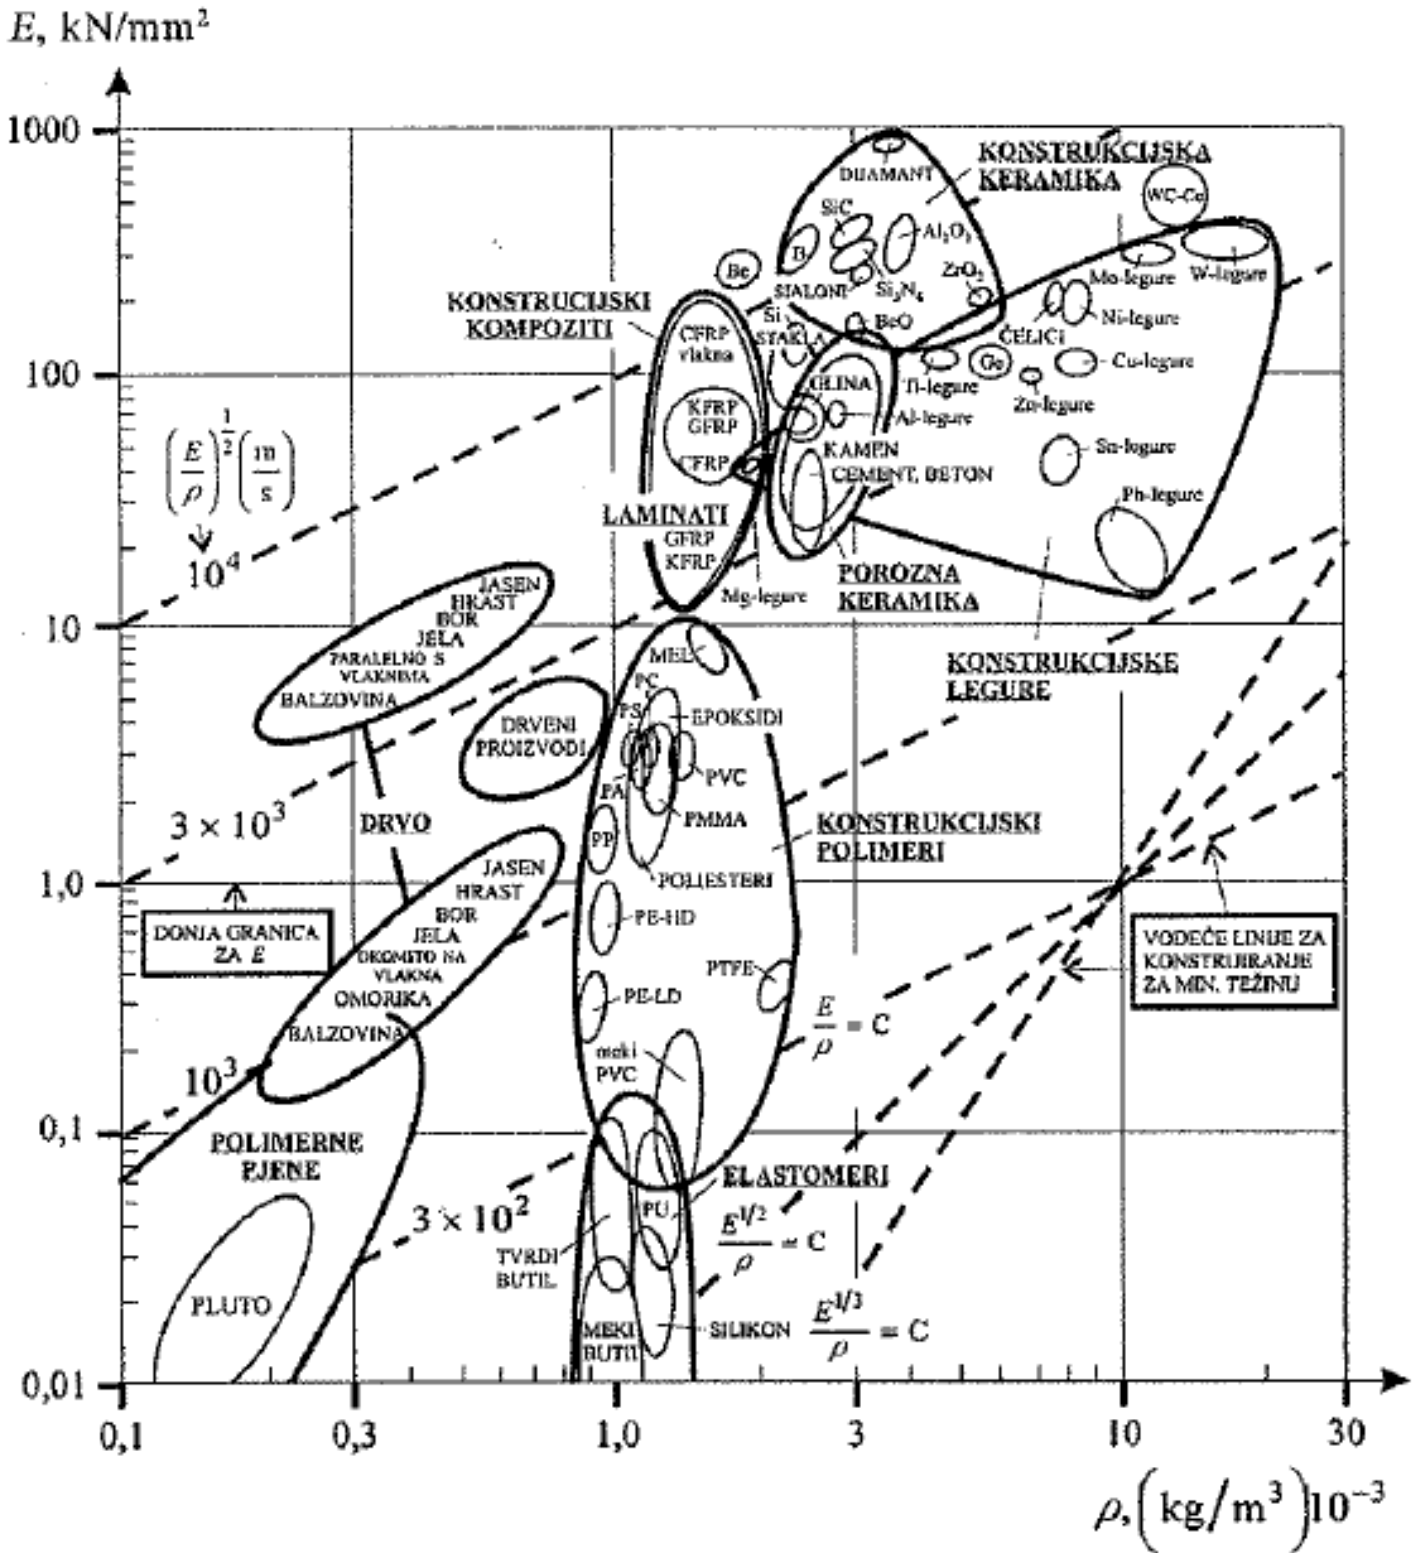 E, kN/mm²
1000
100
10
1,0
0,1
0,01
KONSTRUKCIJSKA
KERAMIKA
DIJAMANT
WC-Co
SiC
B
Al₂O₃
Be
SIALONI
Si₃N₄
ZrO₂
Mo-legure
W-legure
KONSTRUCIJSKI
KOMPOZITI
Si
BeO
STAKLA
ČELICI
Ni-legure
CFRP
vlakna
GLINA
Ti-legure
Ge
Cu-legure
Zn-legure
KFRP
GFRP
Al-legure
KAMEN
CEMENT, BETON
Sn-legure
CFRP
Pb-legure
(E/ρ)^1/2 (m/s)
LAMINATI
GFRP
KFRP
10⁴
Mg-legure
POROZNA
KERAMIKA
KONSTRUKCIJSKE
LEGURE
JASEN
HRAST
BOR
JELA
PARALELNO S
VLAKNIMA
BALZOVINA
DRVENI
PROIZVODI
MEL
PC
PS
EPOKSIDI
PVC
PA
PMMA
PP
POLIESTERI
3 × 10³
DRVO
KONSTRUKCIJSKI
POLIMERI
DONJA GRANICA
ZA E
JASEN
HRAST
BOR
JELA
OKOMITO NA
VLAKNA
OMORIKA
BALZOVINA
PE-HD
PE-LD
PTFE
meki
PVC
E/ρ = C
VODEĆE LINIJE ZA
KONSTRUIRANJE
ZA MIN. TEŽINU
10³
POLIMERNE
PJENE
PLUTO
3 × 10²
ELASTOMERI
PU
TVRDI
BUTIL
MEKI
BUTIL
SILIKON
E^1/2/ρ = C
E^1/3/ρ = C
0,1 0,3 1,0 3 10 30
ρ, (kg/m³)10⁻³